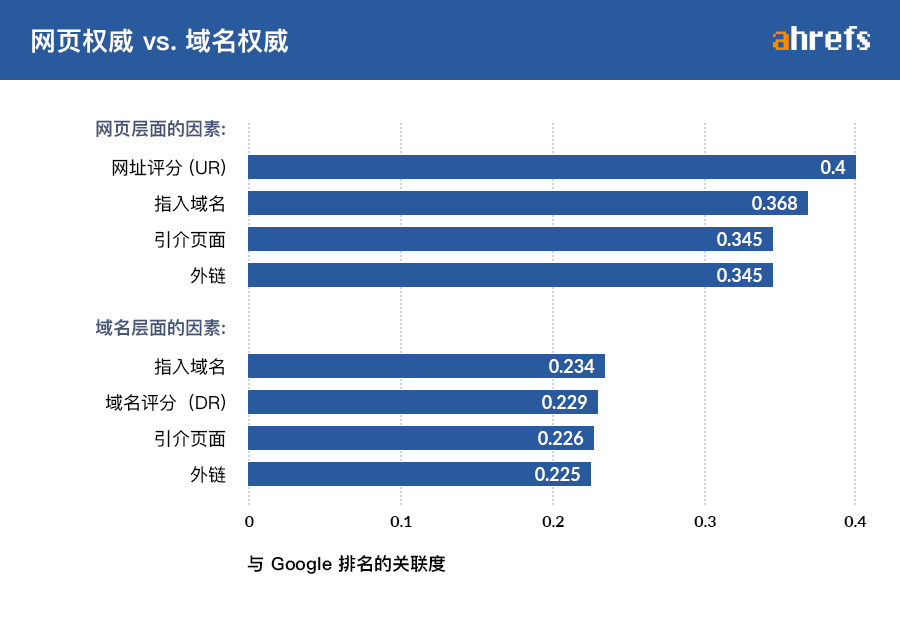 网页权威 vs. 域名权威
ahrefs
网页层面的因素:
网址评分 (UR) 0.4
指入域名 0.368
引介页面 0.345
外链 0.345
域名层面的因素:
指入域名 0.234
域名评分（DR) 0.229
引介页面 0.226
外链 0.225
0 0.1 0.2 0.3 0.4
与 Google 排名的关联度